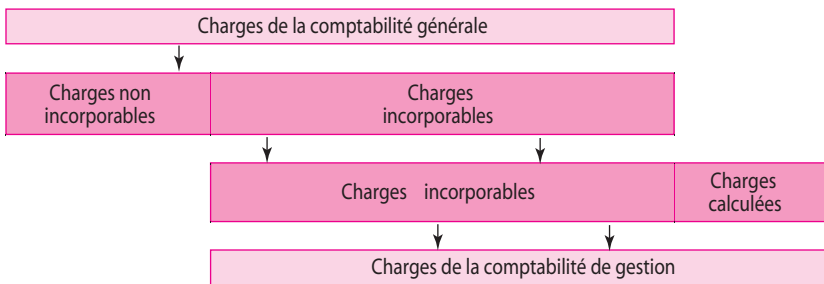 Charges de la comptabilité générale
Charges non
incorporables
Charges
incorporables
Charges incorporables
Charges
calculées
Charges de la comptabilité de gestion